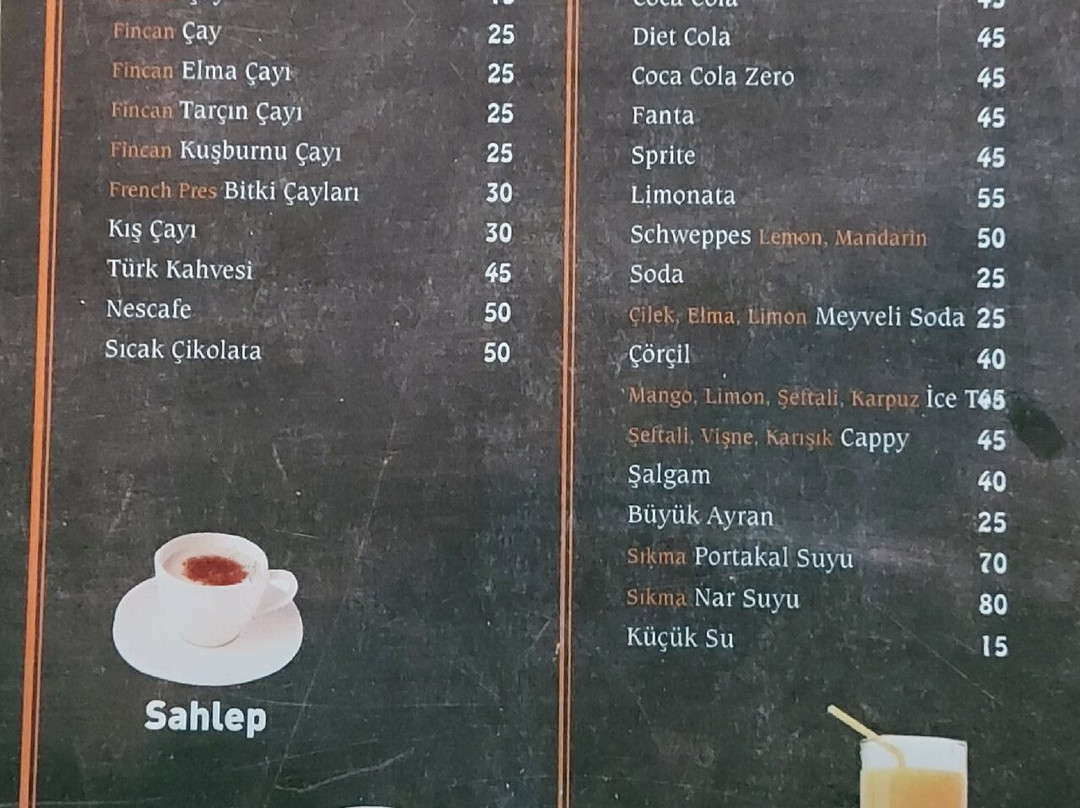 Fincan Çay 25
Fincan Elma Çayı 25
Fincan Tarçın Çayı 25
Fincan Kuşburnu Çayı 25
French Pres Bitki Çayları 30
Kış Çayı 30
Türk Kahvesi 45
Nescafe 50
Sıcak Çikolata 50
Sahlep
Coca Cola 45
Diet Cola 45
Coca Cola Zero 45
Fanta 45
Sprite 45
Limonata 55
Schweppes Lemon, Mandarin 50
Soda 25
Çilek, Elma, Limon Meyveli Soda 25
Çörçil 40
Mango, Limon, Şeftali, Karpuz İce 45
Şeftali, Vişne, Karışık Cappy 45
Şalgam 40
Büyük Ayran 25
Sıkma Portakal Suyu 70
Sıkma Nar Suyu 80
Küçük Su 15